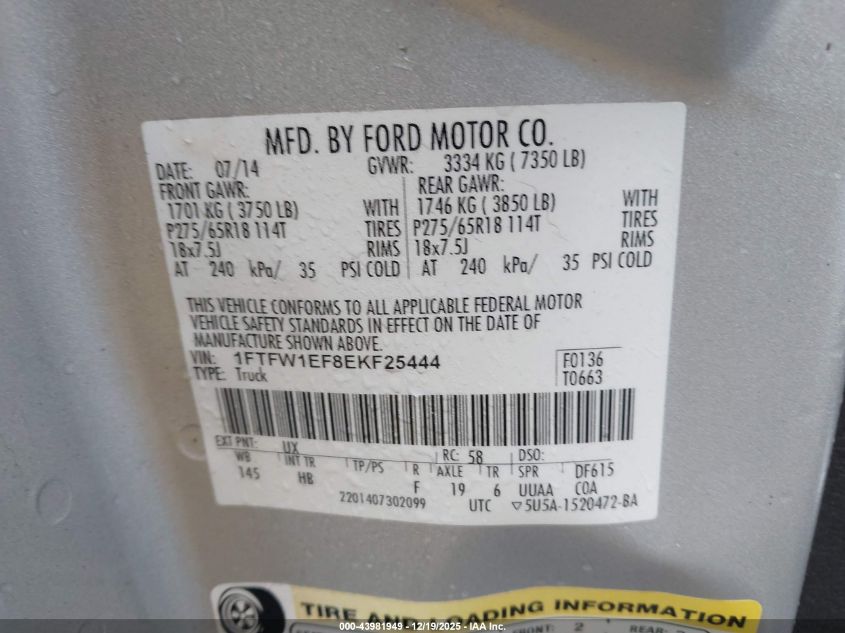 MFD. BY FORD MOTOR CO.
DATE: 07/14 GVWR: 3334 KG ( 7350 LB)
FRONT GAWR: REAR GAWR:
1701 KG ( 3750 LB) WITH 1746 KG ( 3850 LB) WITH
P275/65R18 114T TIRES P275/65R18 114T TIRES
18x7.5J RIMS 18x7.5J RIMS
AT 240 kPa/ 35 PSI COLD AT 240 kPa/ 35 PSI COLD
THIS VEHICLE CONFORMS TO ALL APPLICABLE FEDERAL MOTOR
VEHICLE SAFETY STANDARDS IN EFFECT ON THE DATE OF
MANUFACTURE SHOWN ABOVE.
VIN: 1FTFW1EF8EKF25444 F0136
TYPE: Truck T0663
EXT PNT: UX RC: 58 DSO:
WB INT TR TP/PS R AXLE TR SPR DF615
145 HB F 19 6 UUAA COA
2201407302099 UTC ▽5U5A-1520472-BA
TIRE AND LOADING INFORMATION
FRONT: 2 REAR:
000-43981949 - 12/19/2025 - IAA Inc.